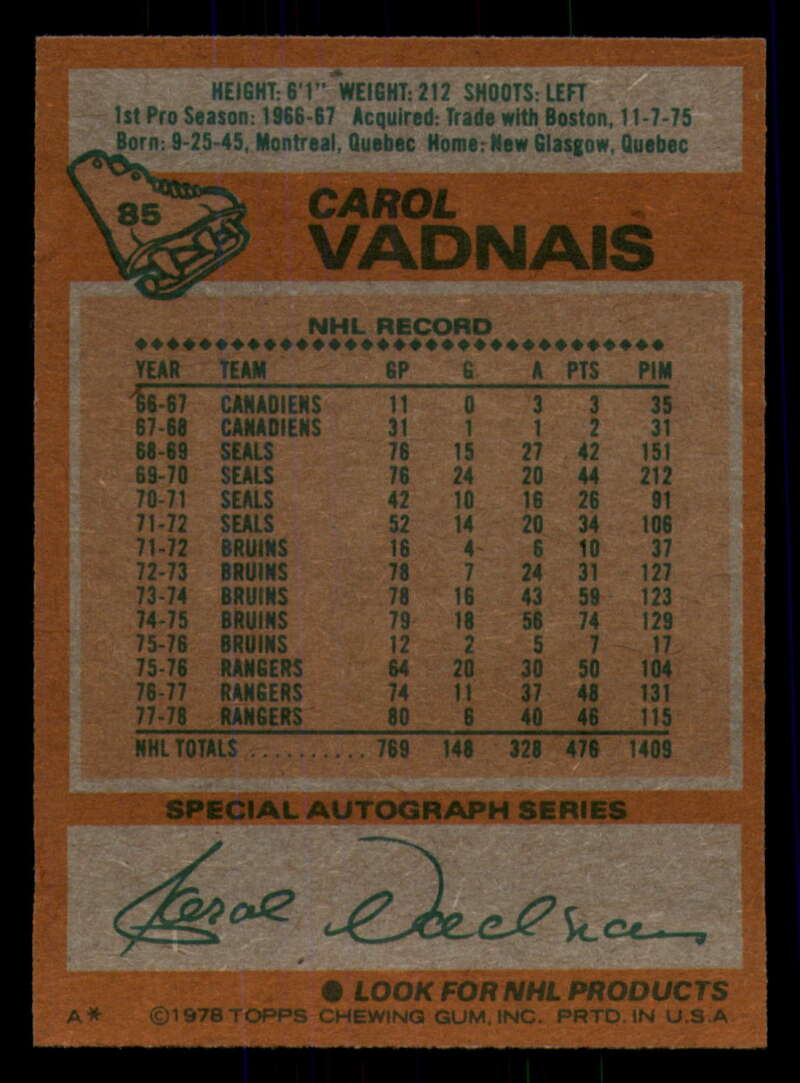 HEIGHT: 6'1" WEIGHT: 212 SHOOTS: LEFT
1st Pro Season: 1966-67 Acquired: Trade with Boston, 11-7-75
Born: 9-25-45, Montreal, Quebec Home: New Glasgow, Quebec
85
CAROL
VADNAIS
NHL RECORD
YEAR TEAM GP G A PTS PIM
66-67 CANADIENS 11 0 3 3 35
67-68 CANADIENS 31 1 1 2 31
68-69 SEALS 76 15 27 42 151
69-70 SEALS 76 24 20 44 212
70-71 SEALS 42 10 16 26 91
71-72 SEALS 52 14 20 34 106
71-72 BRUINS 16 4 6 10 37
72-73 BRUINS 78 7 24 31 127
73-74 BRUINS 78 16 43 59 123
74-75 BRUINS 79 18 56 74 129
75-76 BRUINS 12 2 5 7 17
75-76 RANGERS 64 20 30 50 104
76-77 RANGERS 74 11 37 48 131
77-78 RANGERS 80 6 40 46 115
NHL TOTALS ........... 769 148 328 476 1409
SPECIAL AUTOGRAPH SERIES
Carol Vadnais
● LOOK FOR NHL PRODUCTS
A* ©1978 TOPPS CHEWING GUM, INC. PRTD. IN U.S.A